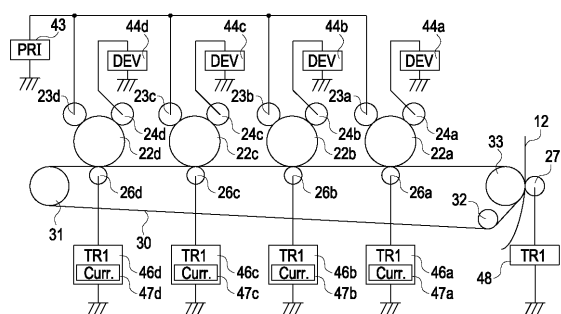 43 44d 44c 44b 44a
PRI DEV DEV DEV DEV
23d 23c 23b 23a 12
24d 24c 24b 24a 33 27
22d 22c 22b 22a
26d 26c 26b 26a 32
31 30
TR1 46d TR1 46c TR1 46b TR1 46a 48 TR1
Curr. 47d Curr. 47c Curr. 47b Curr. 47a